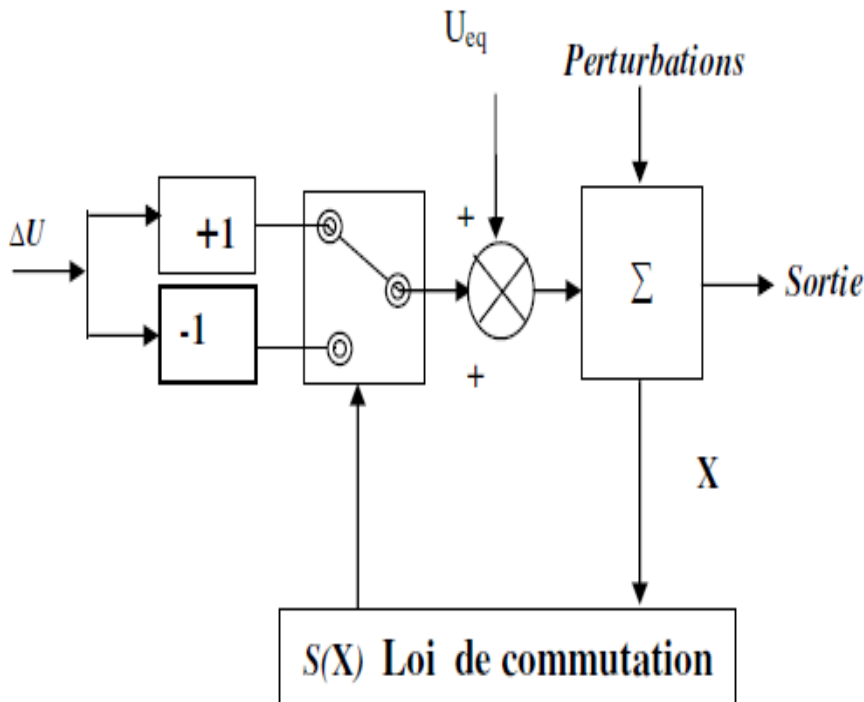 U_eq
Perturbations
ΔU
+1
-1
+
+
Σ
Sortie
X
S(X) Loi de commutation